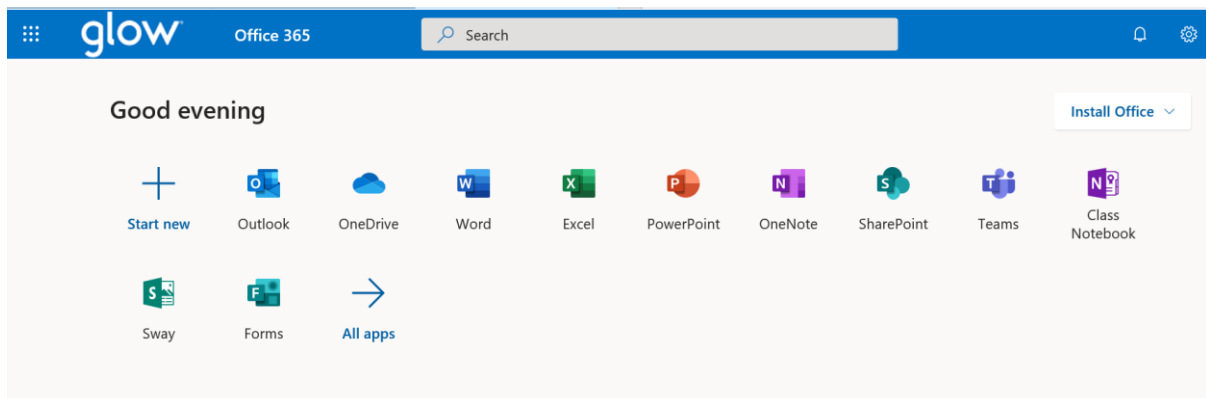 glow Office 365 Search
Good evening
Install Office
Start new Outlook OneDrive Word Excel PowerPoint OneNote SharePoint Teams Class
Notebook
Sway Forms All apps